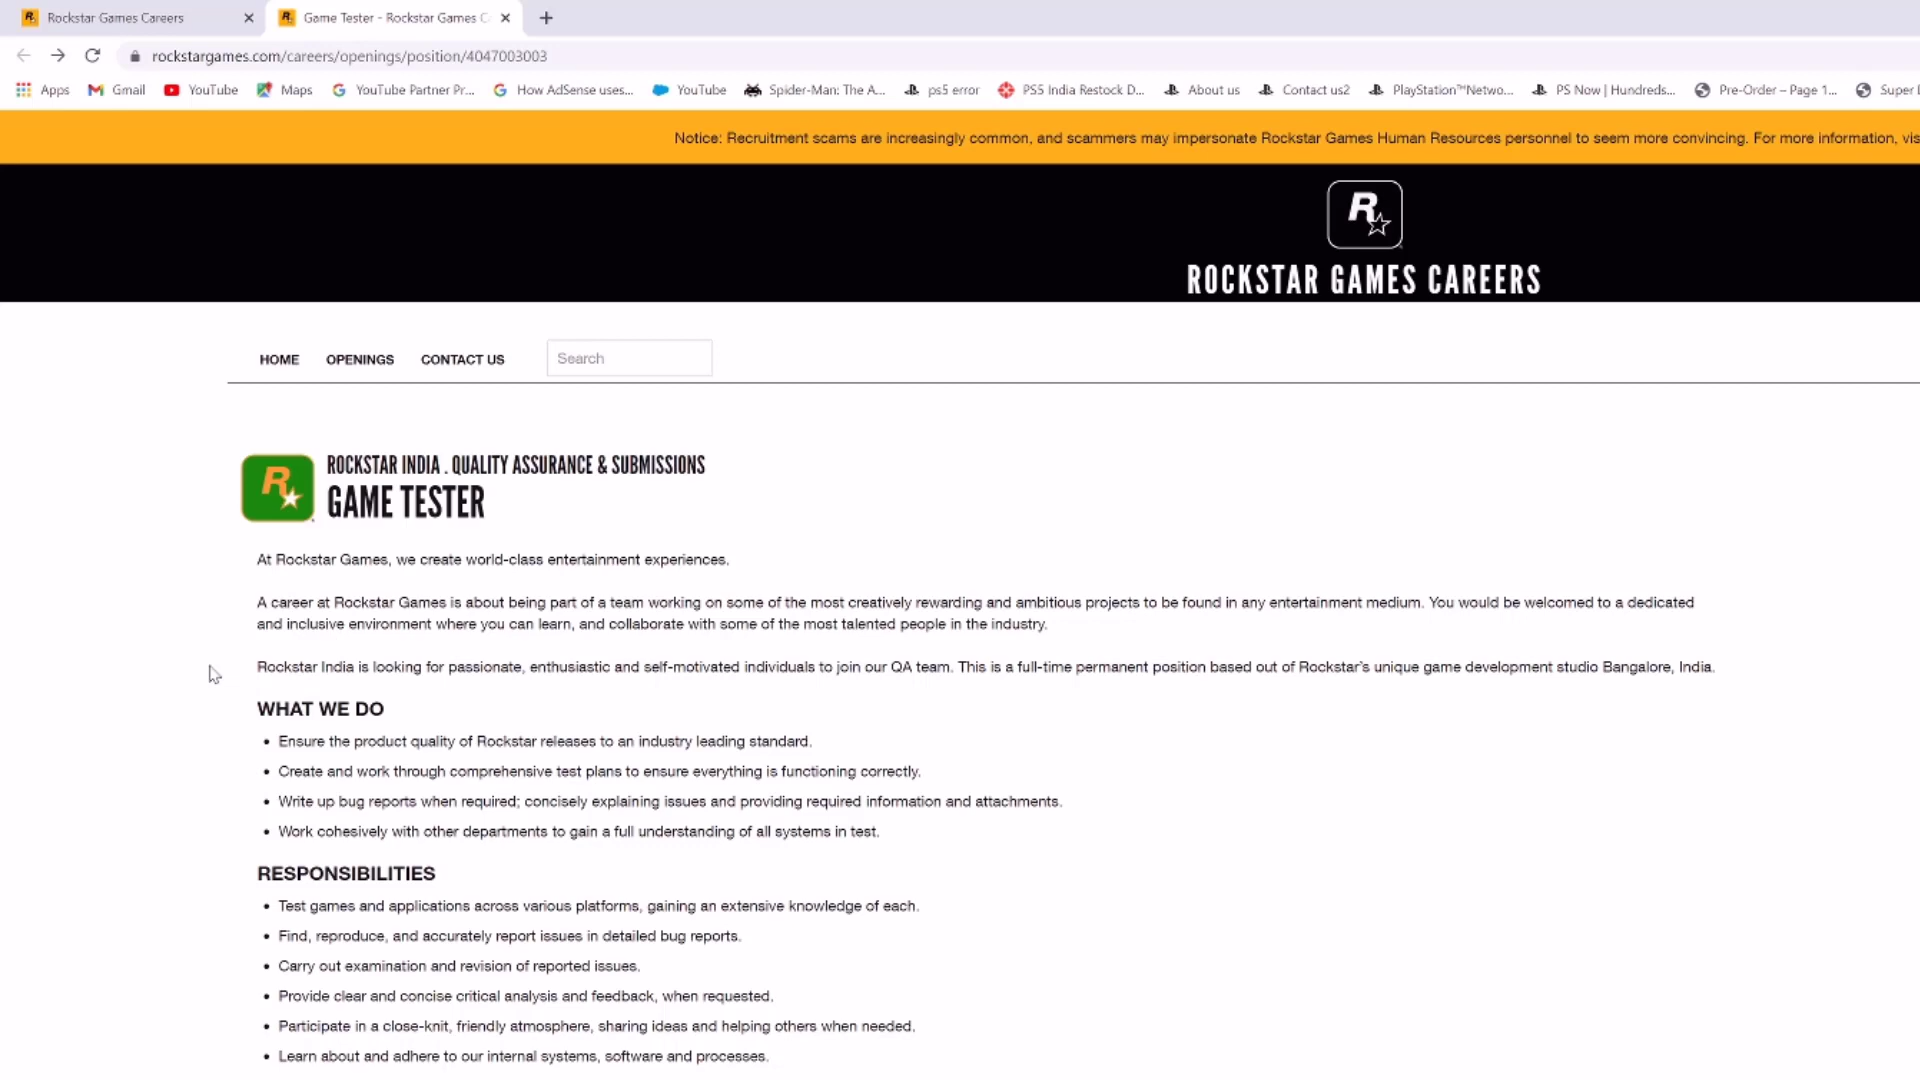 Rockstar Games Careers
Game Tester - Rockstar Games C
rockstargames.com/careers/openings/position/4047003003
Apps Gmail YouTube Maps YouTube Partner Pr... How AdSense uses... YouTube Spider-Man: The A... ps5 error PS5 India Restock D... About us Contact us2 PlayStation™Netwo... PS Now | Hundreds... Pre-Order – Page 1... Super
Notice: Recruitment scams are increasingly common, and scammers may impersonate Rockstar Games Human Resources personnel to seem more convincing. For more information, vis
R
ROCKSTAR GAMES CAREERS
HOME OPENINGS CONTACT US Search
R
ROCKSTAR INDIA . QUALITY ASSURANCE & SUBMISSIONS
GAME TESTER
At Rockstar Games, we create world-class entertainment experiences.
A career at Rockstar Games is about being part of a team working on some of the most creatively rewarding and ambitious projects to be found in any entertainment medium. You would be welcomed to a dedicated
and inclusive environment where you can learn, and collaborate with some of the most talented people in the industry.
Rockstar India is looking for passionate, enthusiastic and self-motivated individuals to join our QA team. This is a full-time permanent position based out of Rockstar's unique game development studio Bangalore, India.
WHAT WE DO
• Ensure the product quality of Rockstar releases to an industry leading standard.
• Create and work through comprehensive test plans to ensure everything is functioning correctly.
• Write up bug reports when required; concisely explaining issues and providing required information and attachments.
• Work cohesively with other departments to gain a full understanding of all systems in test.
RESPONSIBILITIES
• Test games and applications across various platforms, gaining an extensive knowledge of each.
• Find, reproduce, and accurately report issues in detailed bug reports.
• Carry out examination and revision of reported issues.
• Provide clear and concise critical analysis and feedback, when requested.
• Participate in a close-knit, friendly atmosphere, sharing ideas and helping others when needed.
• Learn about and adhere to our internal systems, software and processes.